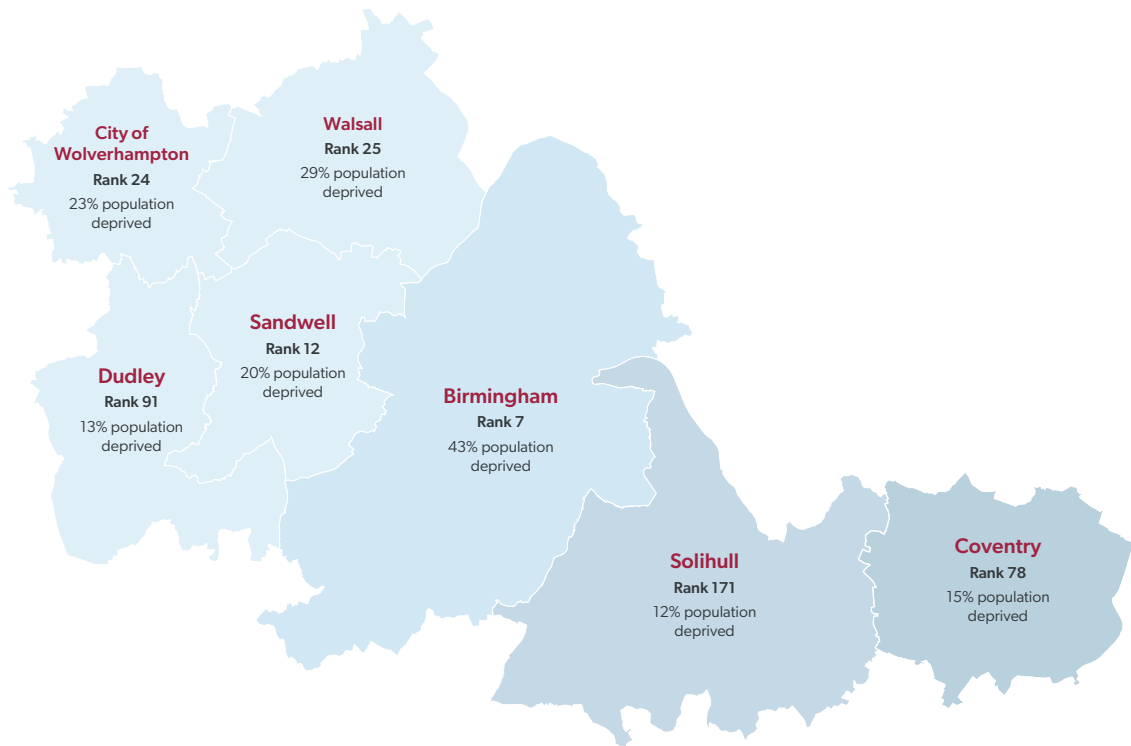 City of
Wolverhampton
Rank 24
23% population
deprived
Walsall
Rank 25
29% population
deprived
Sandwell
Rank 12
20% population
deprived
Dudley
Rank 91
13% population
deprived
Birmingham
Rank 7
43% population
deprived
Solihull
Rank 171
12% population
deprived
Coventry
Rank 78
15% population
deprived